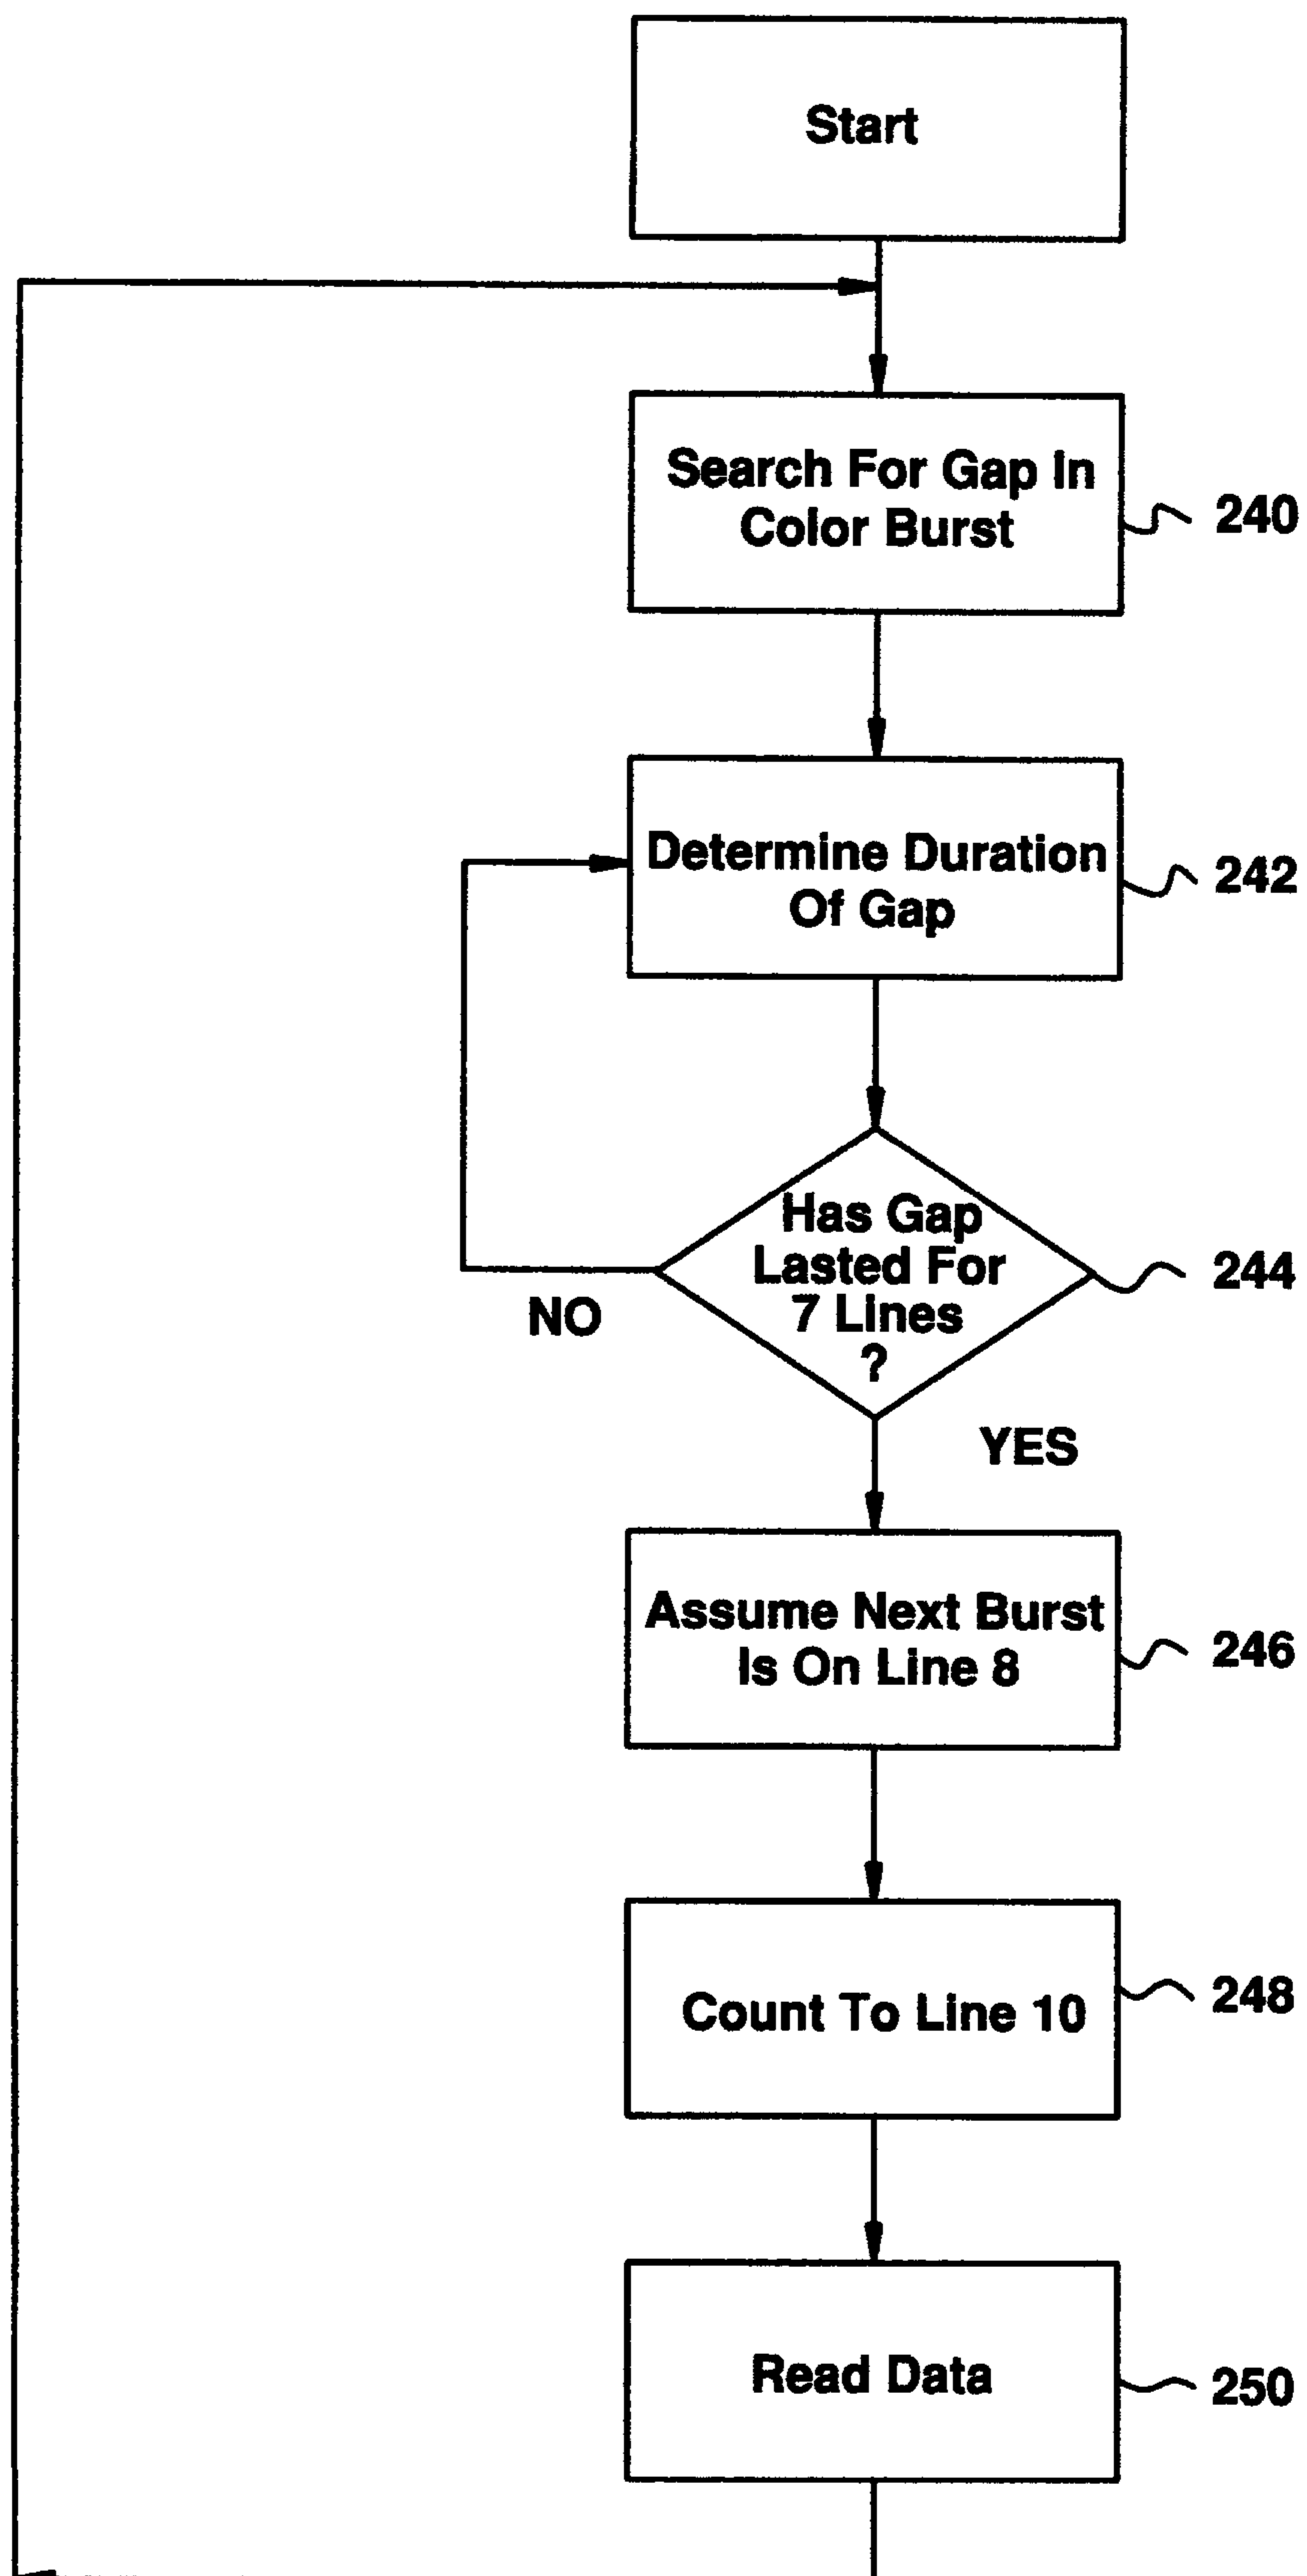 Start
Search For Gap In
Color Burst
240
Determine Duration
Of Gap
242
Has Gap
Lasted For
7 Lines
?
244
NO
YES
Assume Next Burst
Is On Line 8
246
Count To Line 10
248
Read Data
250